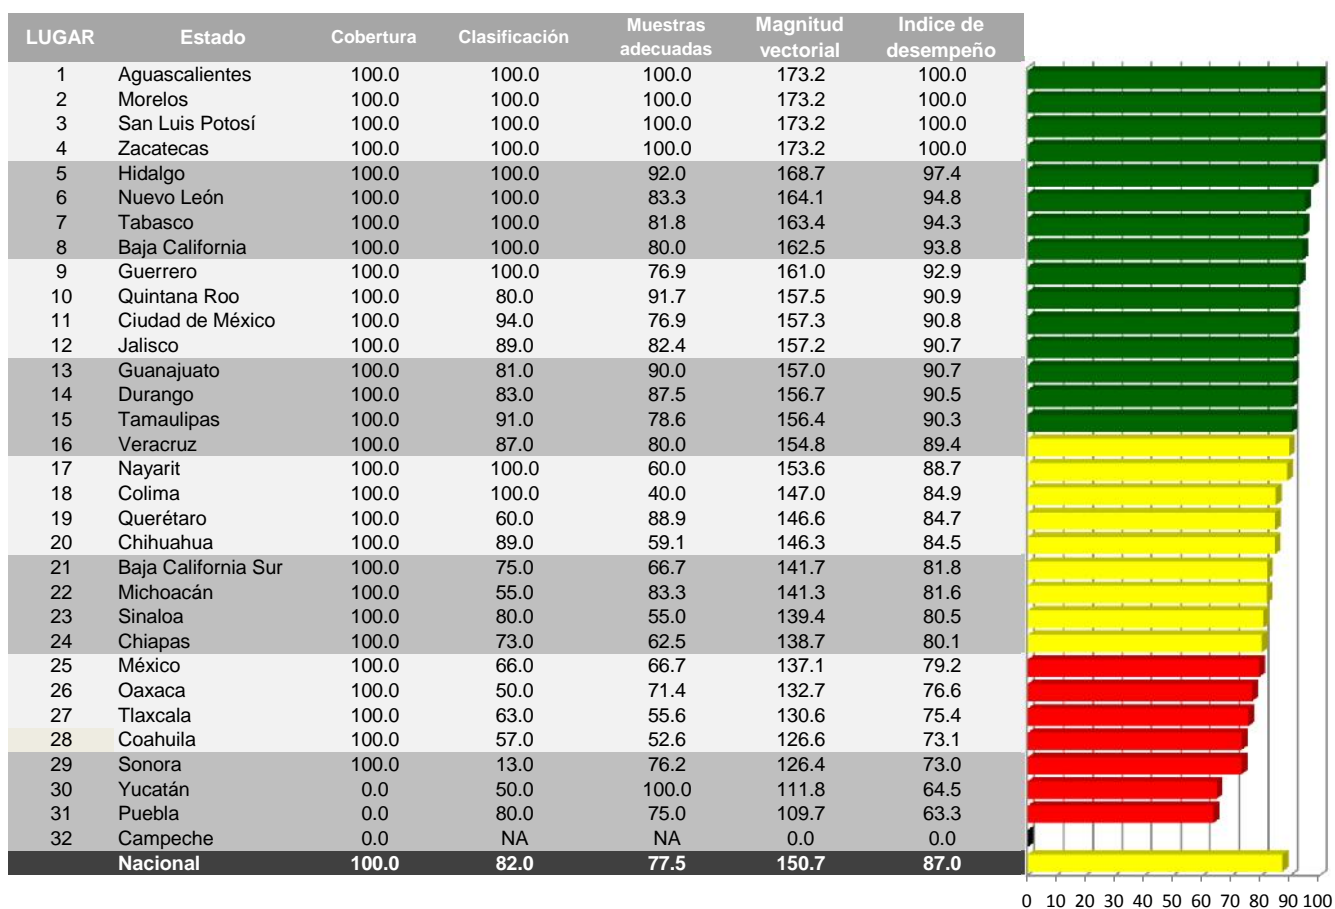 LUGAR Estado Cobertura Clasificación Muestras adecuadas Magnitud vectorial Indice de desempeño
1 Aguascalientes 100.0 100.0 100.0 173.2 100.0
2 Morelos 100.0 100.0 100.0 173.2 100.0
3 San Luis Potosí 100.0 100.0 100.0 173.2 100.0
4 Zacatecas 100.0 100.0 100.0 173.2 100.0
5 Hidalgo 100.0 100.0 92.0 168.7 97.4
6 Nuevo León 100.0 100.0 83.3 164.1 94.8
7 Tabasco 100.0 100.0 81.8 163.4 94.3
8 Baja California 100.0 100.0 80.0 162.5 93.8
9 Guerrero 100.0 100.0 76.9 161.0 92.9
10 Quintana Roo 100.0 80.0 91.7 157.5 90.9
11 Ciudad de México 100.0 94.0 76.9 157.3 90.8
12 Jalisco 100.0 89.0 82.4 157.2 90.7
13 Guanajuato 100.0 81.0 90.0 157.0 90.7
14 Durango 100.0 83.0 87.5 156.7 90.5
15 Tamaulipas 100.0 91.0 78.6 156.4 90.3
16 Veracruz 100.0 87.0 80.0 154.8 89.4
17 Nayarit 100.0 100.0 60.0 153.6 88.7
18 Colima 100.0 100.0 40.0 147.0 84.9
19 Querétaro 100.0 60.0 88.9 146.6 84.7
20 Chihuahua 100.0 89.0 59.1 146.3 84.5
21 Baja California Sur 100.0 75.0 66.7 141.7 81.8
22 Michoacán 100.0 55.0 83.3 141.3 81.6
23 Sinaloa 100.0 80.0 55.0 139.4 80.5
24 Chiapas 100.0 73.0 62.5 138.7 80.1
25 México 100.0 66.0 66.7 137.1 79.2
26 Oaxaca 100.0 50.0 71.4 132.7 76.6
27 Tlaxcala 100.0 63.0 55.6 130.6 75.4
28 Coahuila 100.0 57.0 52.6 126.6 73.1
29 Sonora 100.0 13.0 76.2 126.4 73.0
30 Yucatán 0.0 50.0 100.0 111.8 64.5
31 Puebla 0.0 80.0 75.0 109.7 63.3
32 Campeche 0.0 NA NA 0.0 0.0
Nacional 100.0 82.0 77.5 150.7 87.0
0 10 20 30 40 50 60 70 80 90 100